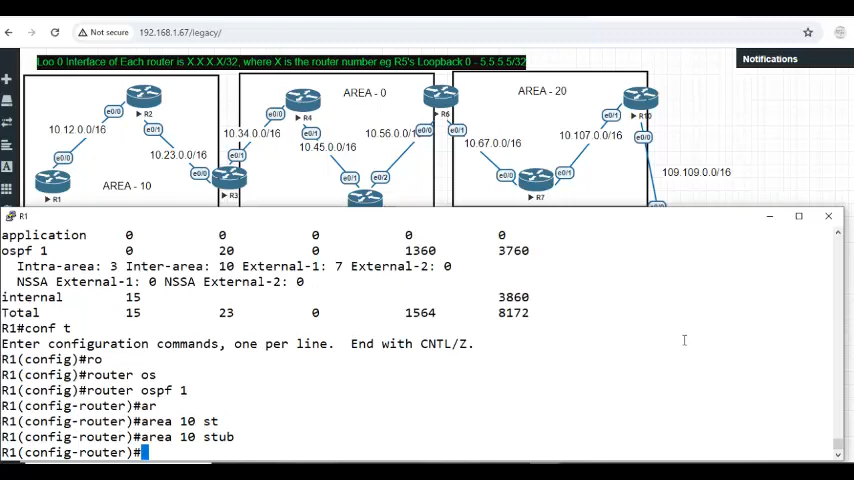 Not secure
192.168.1.67/legacy/
Loo 0 Interface of Each router is X.X.X.X/32, where X is the router number eg R5's Loopback 0 - 5.5.5.5/32
Notifications
R2
e0/0
e0/1
10.12.0.0/16
10.23.0.0/16
e0/0
R1
AREA - 10
e0/0
R3
e0/1
10.34.0.0/16
e0/0
R4
e0/1
AREA - 0
10.45.0.0/16
10.56.0.0/1
e0/1
e0/2
R6
e0/0
e0/1
AREA - 20
10.67.0.0/16
e0/0
R7
e0/1
10.107.0.0/16
e0/1
R10
e0/0
109.109.0.0/16
R1
application 0 0 0 0 0
ospf 1 0 20 0 1360 3760
Intra-area: 3 Inter-area: 10 External-1: 7 External-2: 0
NSSA External-1: 0 NSSA External-2: 0
internal 15 3860
Total 15 23 0 1564 8172
R1#conf t
Enter configuration commands, one per line. End with CNTL/Z.
R1(config)#ro
R1(config)#router os
R1(config)#router ospf 1
R1(config-router)#ar
R1(config-router)#area 10 st
R1(config-router)#area 10 stub
R1(config-router)#